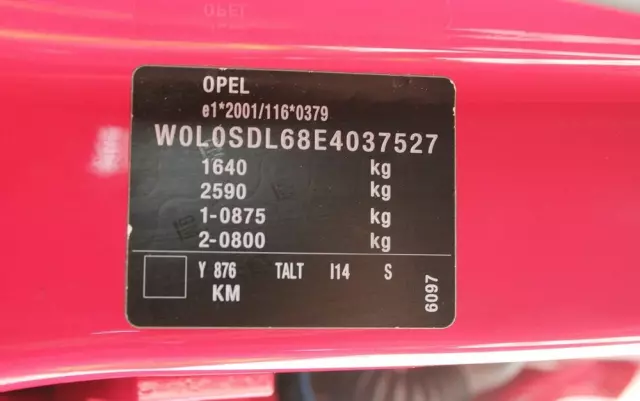 OPEL
e1*2001/116*0379
W0L0SDL68E4037527
1640 kg
2590 kg
1-0875 kg
2-0800 kg
Y 876 TALT I14 S
KM
6097